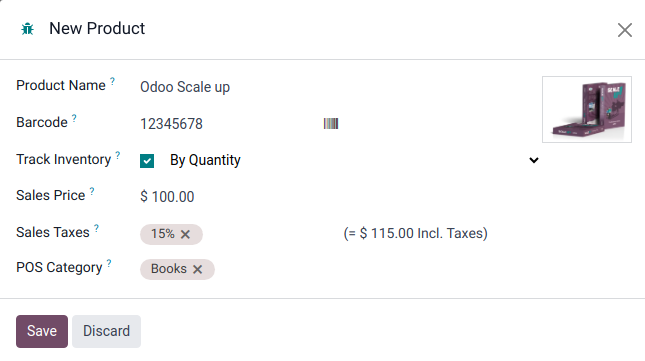 New Product
Product Name ? Odoo Scale up
Barcode ? 12345678
Track Inventory ? By Quantity
Sales Price ? $ 100.00
Sales Taxes ? 15% (= $ 115.00 Incl. Taxes)
POS Category ? Books
Save Discard